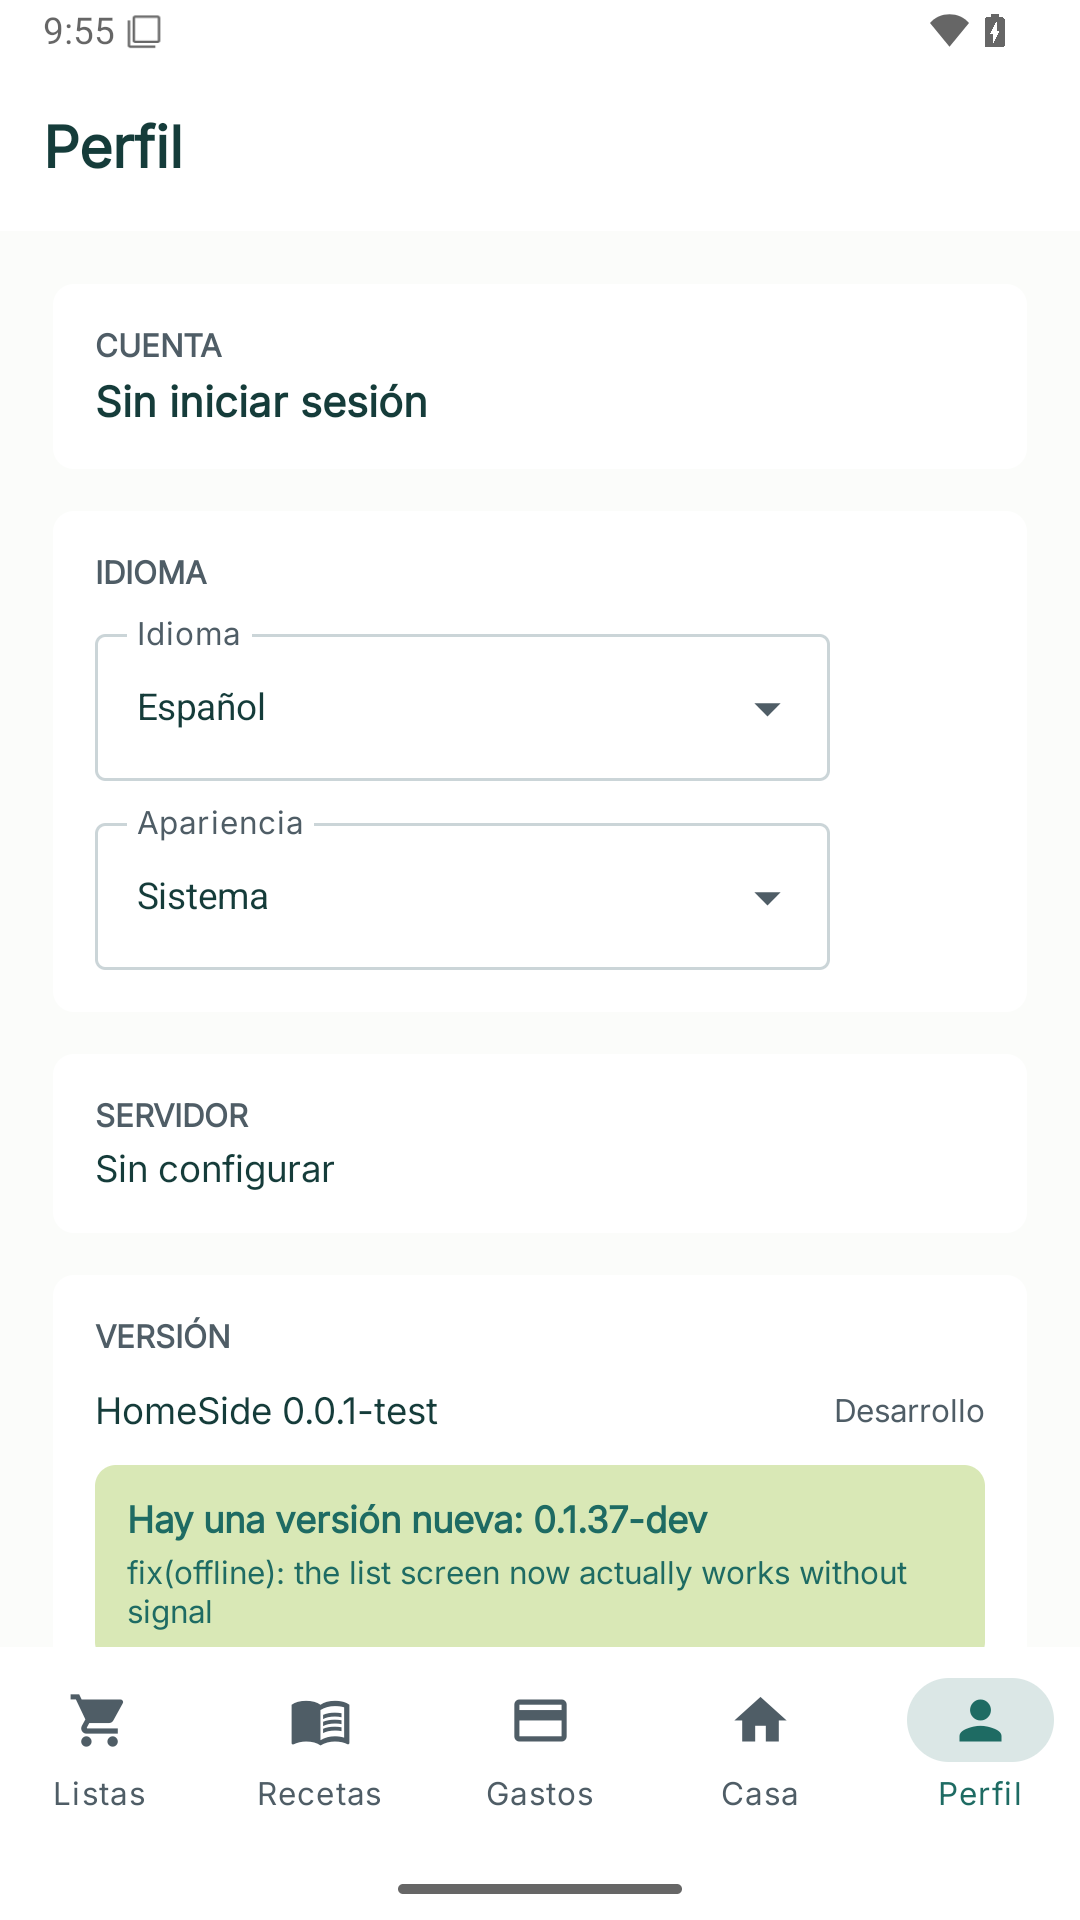 9:55
Perfil
CUENTA
Sin iniciar sesión
IDIOMA
Idioma
Español
Apariencia
Sistema
SERVIDOR
Sin configurar
VERSIÓN
HomeSide 0.0.1-test
Desarrollo
Hay una versión nueva: 0.1.37-dev
fix(offline): the list screen now actually works without
signal
Listas
Recetas
Gastos
Casa
Perfil